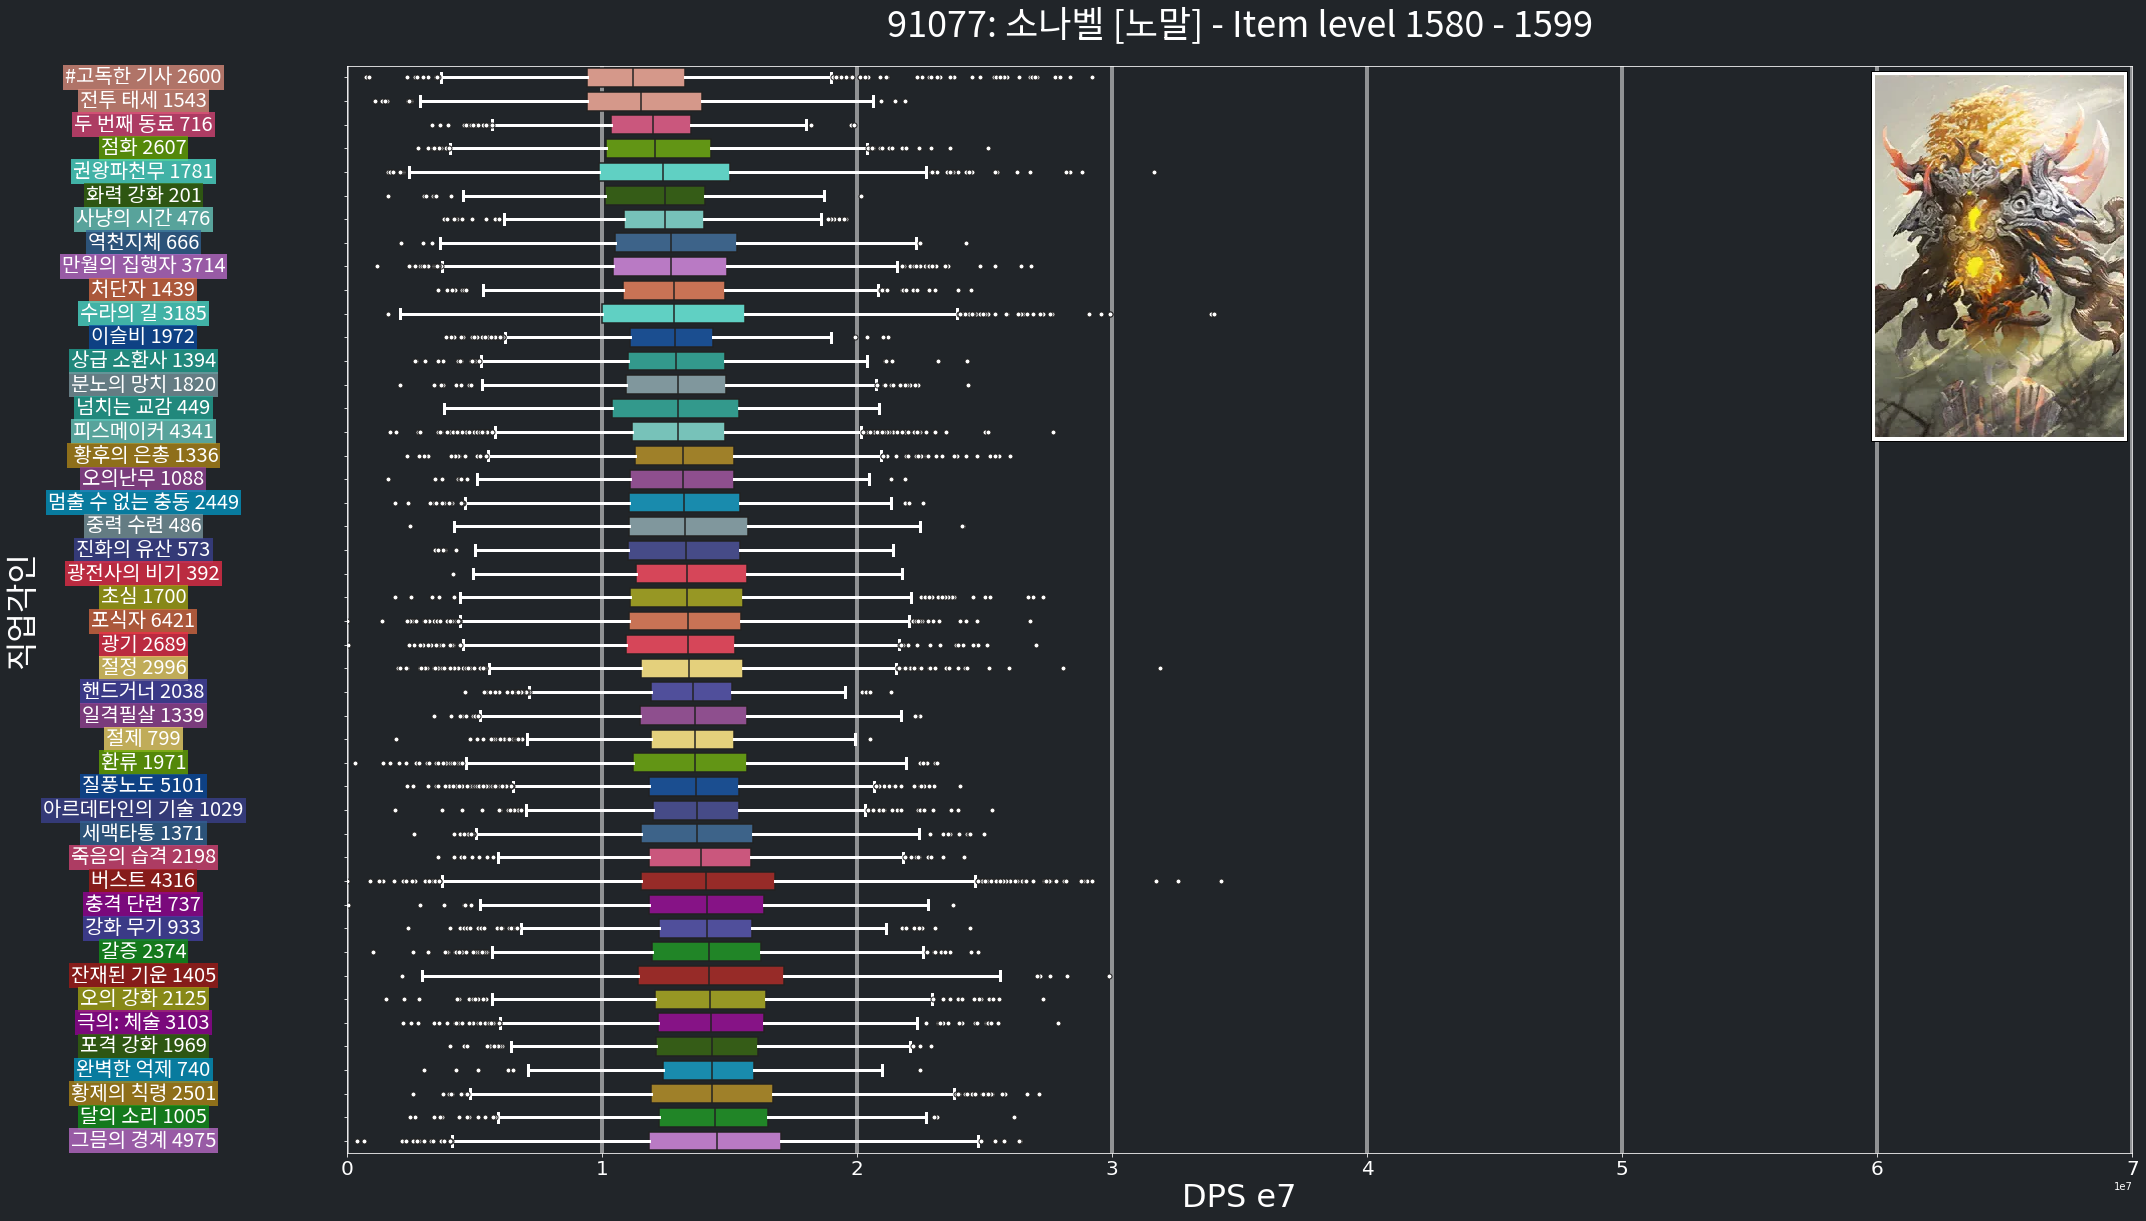 91077: 소나벨 [노말] - Item level 1580 - 1599
직업각인
#고독한 기사 2600
전투 태세 1543
두 번째 동료 716
점화 2607
권왕파천무 1781
화력 강화 201
사냥의 시간 476
역천지체 666
만월의 집행자 3714
처단자 1439
수라의 길 3185
이슬비 1972
상급 소환사 1394
분노의 망치 1820
넘치는 교감 449
피스메이커 4341
황후의 은총 1336
오의난무 1088
멈출 수 없는 충동 2449
중력 수련 486
진화의 유산 573
광전사의 비기 392
초심 1700
포식자 6421
광기 2689
절정 2996
핸드거너 2038
일격필살 1339
절제 799
환류 1971
질풍노도 5101
아르데타인의 기술 1029
세맥타통 1371
죽음의 습격 2198
버스트 4316
충격 단련 737
강화 무기 933
갈증 2374
잔재된 기운 1405
오의 강화 2125
극의: 체술 3103
포격 강화 1969
완벽한 억제 740
황제의 칙령 2501
달의 소리 1005
그믐의 경계 4975
0 1 2 3 4 5 6 7
1e7
DPS e7